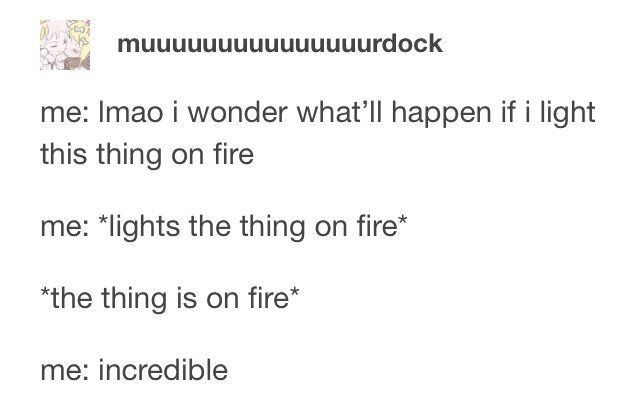 muuuuuuuuuuuuuuurdock
me: lmao i wonder what’ll happen if i light
this thing on fire
me: *lights the thing on fire*
*the thing is on fire*
me: incredible